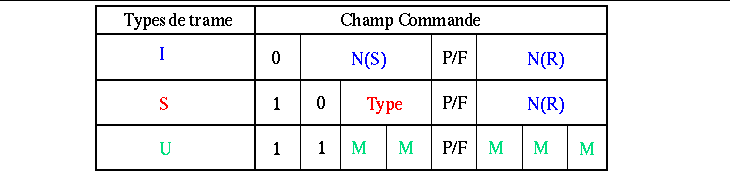 Types de trame Champ Commande
I 0 N(S) P/F N(R)
S 1 0 Type P/F N(R)
U 1 1 M M P/F M M M